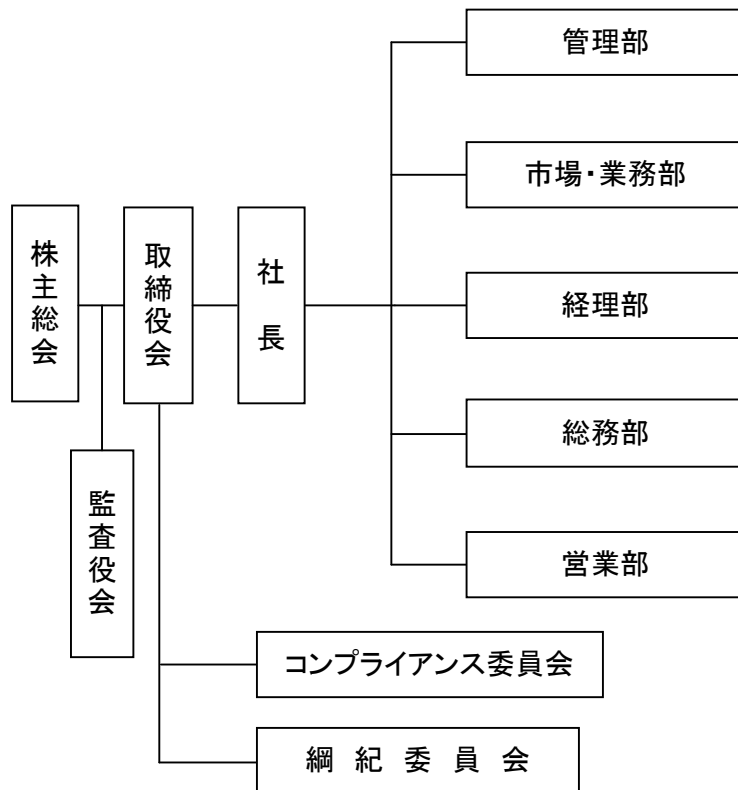 管理部
市場・業務部
株主総会
取締役会
社長
経理部
総務部
監査役会
営業部
コンプライアンス委員会
綱紀委員会